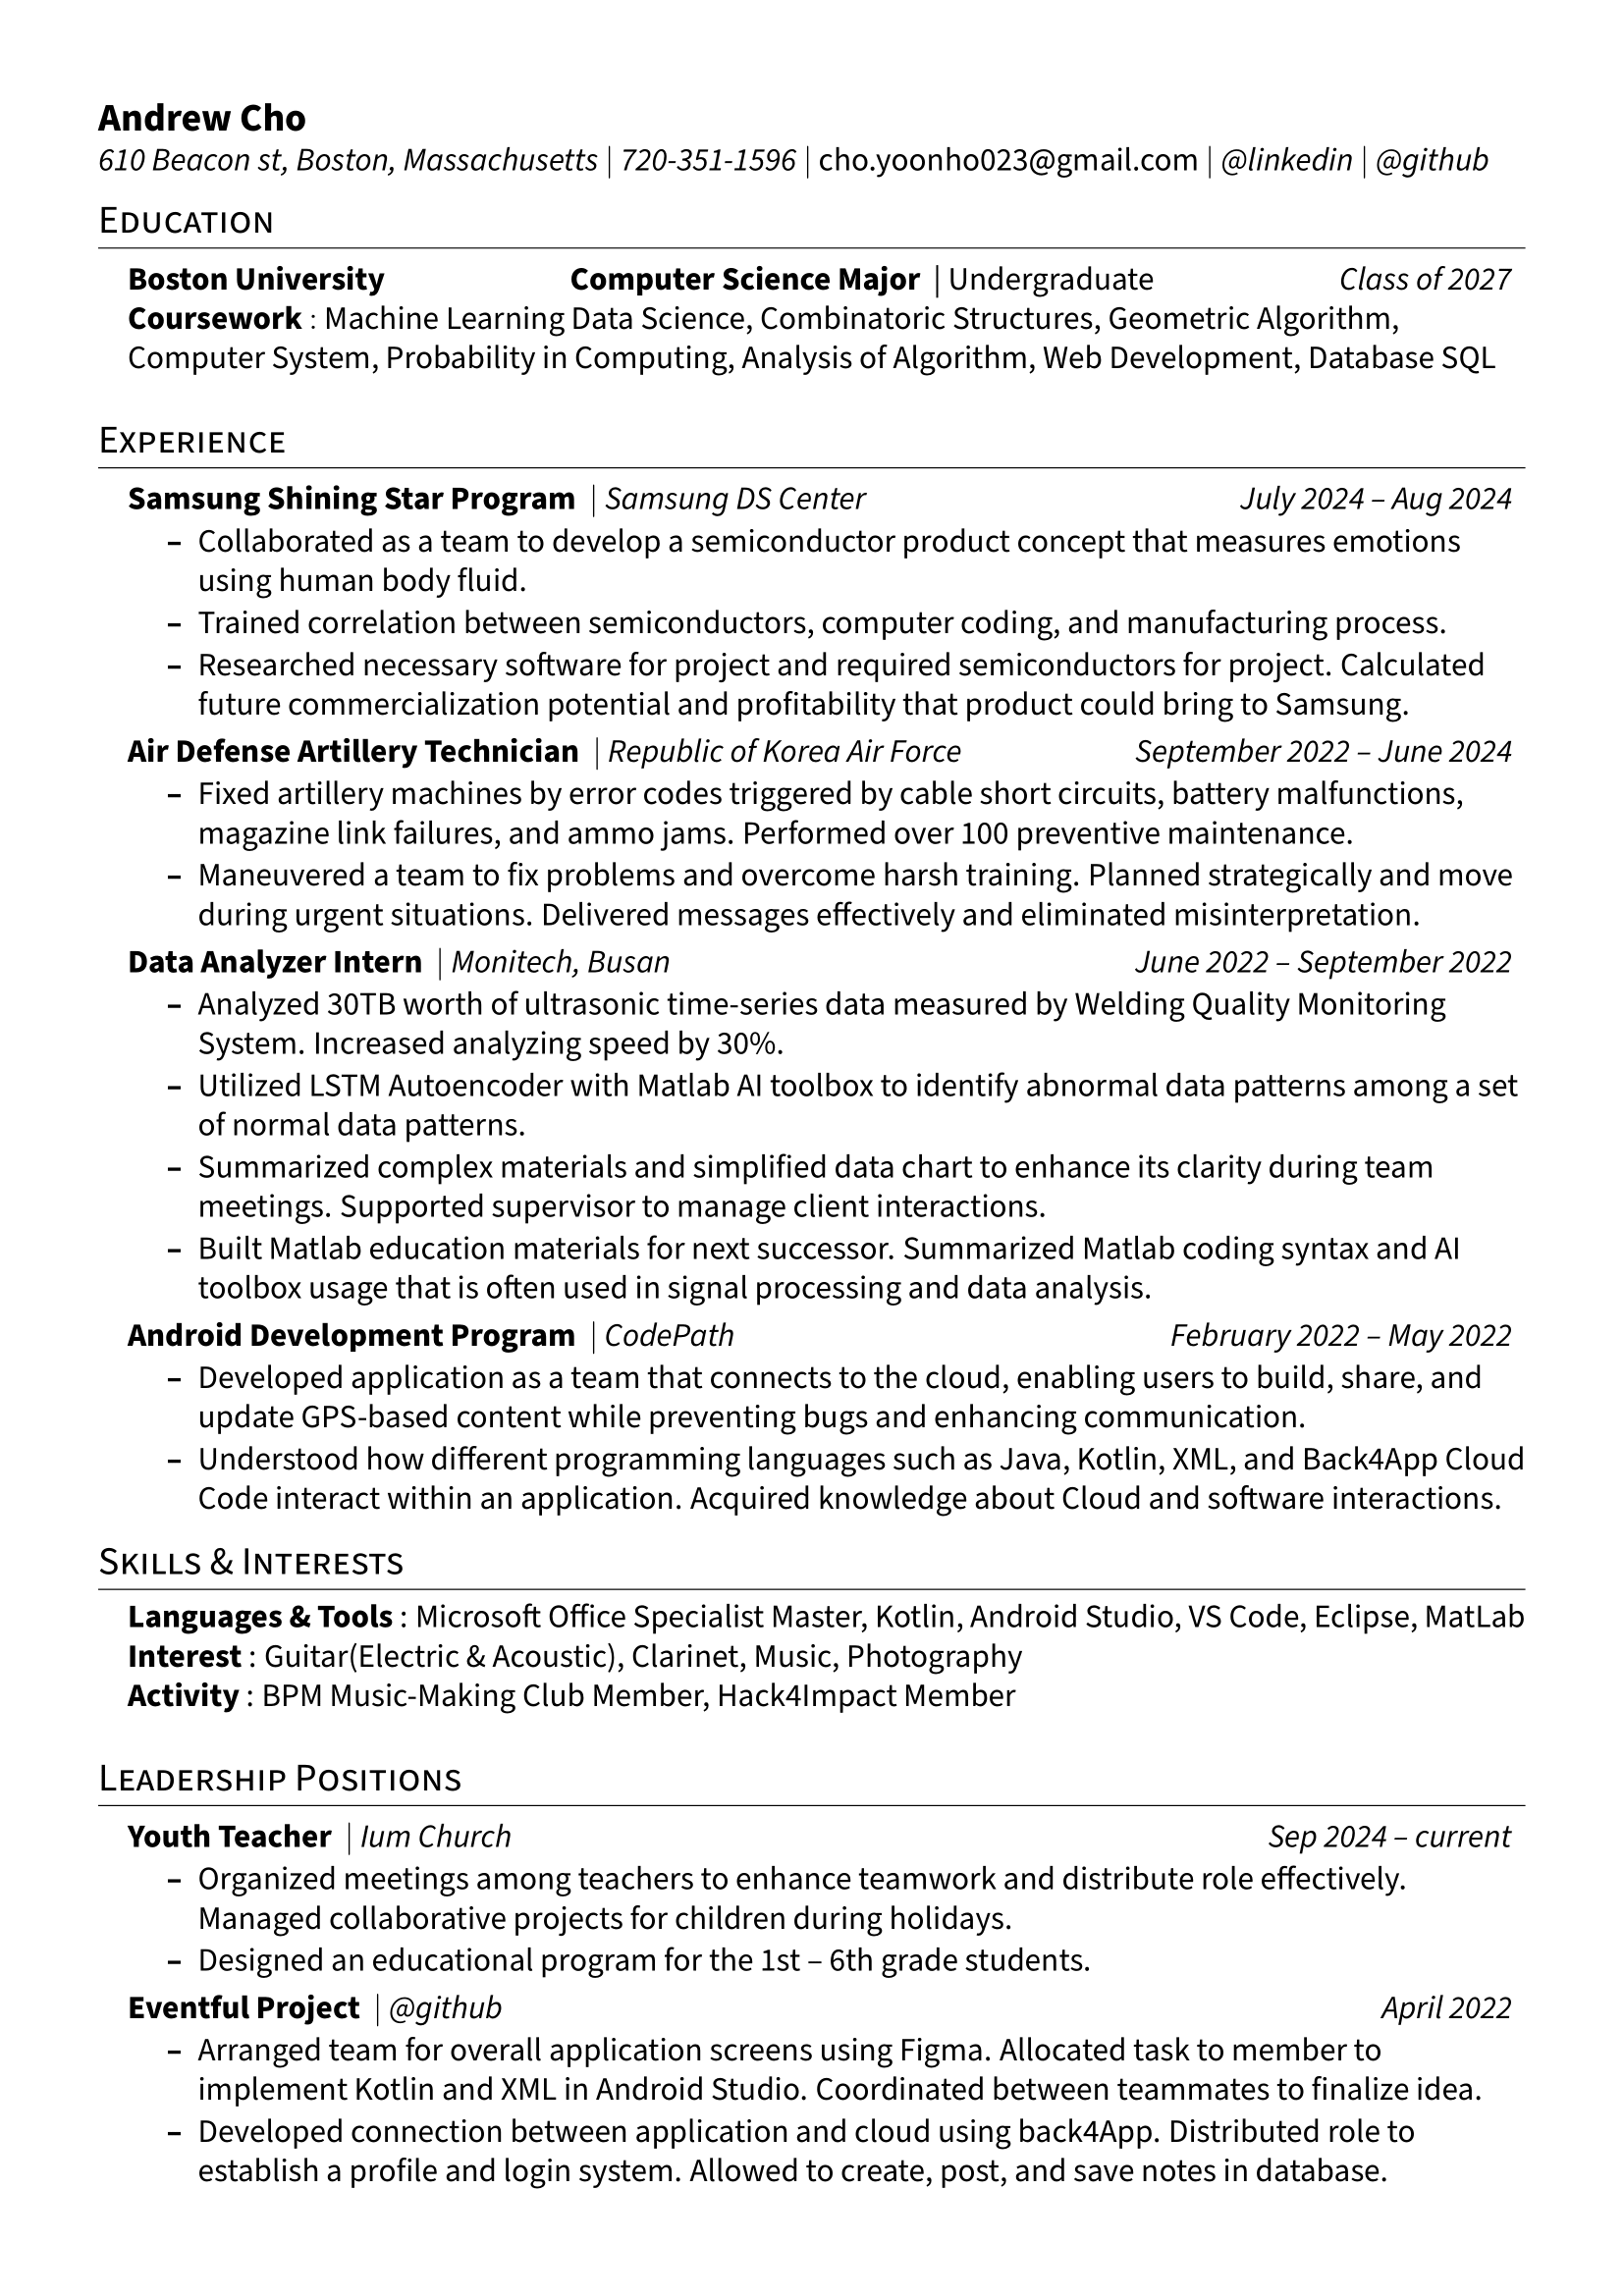 Andrew Cho
610 Beacon st, Boston, Massachusetts | 720-351-1596 | cho.yoonho023@gmail.com | @linkedin | @github
Education
Boston University Computer Science Major | Undergraduate Class of 2027
Coursework : Machine Learning Data Science, Combinatoric Structures, Geometric Algorithm,
Computer System, Probability in Computing, Analysis of Algorithm, Web Development, Database SQL
Experience
Samsung Shining Star Program | Samsung DS Center July 2024 – Aug 2024
– Collaborated as a team to develop a semiconductor product concept that measures emotions
using human body fluid.
– Trained correlation between semiconductors, computer coding, and manufacturing process.
– Researched necessary software for project and required semiconductors for project. Calculated
future commercialization potential and profitability that product could bring to Samsung.
Air Defense Artillery Technician | Republic of Korea Air Force September 2022 – June 2024
– Fixed artillery machines by error codes triggered by cable short circuits, battery malfunctions,
magazine link failures, and ammo jams. Performed over 100 preventive maintenance.
– Maneuvered a team to fix problems and overcome harsh training. Planned strategically and move
during urgent situations. Delivered messages effectively and eliminated misinterpretation.
Data Analyzer Intern | Monitech, Busan June 2022 – September 2022
– Analyzed 30TB worth of ultrasonic time-series data measured by Welding Quality Monitoring
System. Increased analyzing speed by 30%.
– Utilized LSTM Autoencoder with Matlab AI toolbox to identify abnormal data patterns among a set
of normal data patterns.
– Summarized complex materials and simplified data chart to enhance its clarity during team
meetings. Supported supervisor to manage client interactions.
– Built Matlab education materials for next successor. Summarized Matlab coding syntax and AI
toolbox usage that is often used in signal processing and data analysis.
Android Development Program | CodePath February 2022 – May 2022
– Developed application as a team that connects to the cloud, enabling users to build, share, and
update GPS-based content while preventing bugs and enhancing communication.
– Understood how different programming languages such as Java, Kotlin, XML, and Back4App Cloud
Code interact within an application. Acquired knowledge about Cloud and software interactions.
Skills & Interests
Languages & Tools : Microsoft Office Specialist Master, Kotlin, Android Studio, VS Code, Eclipse, MatLab
Interest : Guitar(Electric & Acoustic), Clarinet, Music, Photography
Activity : BPM Music-Making Club Member, Hack4Impact Member
Leadership Positions
Youth Teacher | Ium Church Sep 2024 – current
– Organized meetings among teachers to enhance teamwork and distribute role effectively.
Managed collaborative projects for children during holidays.
– Designed an educational program for the 1st – 6th grade students.
Eventful Project | @github April 2022
– Arranged team for overall application screens using Figma. Allocated task to member to
implement Kotlin and XML in Android Studio. Coordinated between teammates to finalize idea.
– Developed connection between application and cloud using back4App. Distributed role to
establish a profile and login system. Allowed to create, post, and save notes in database.